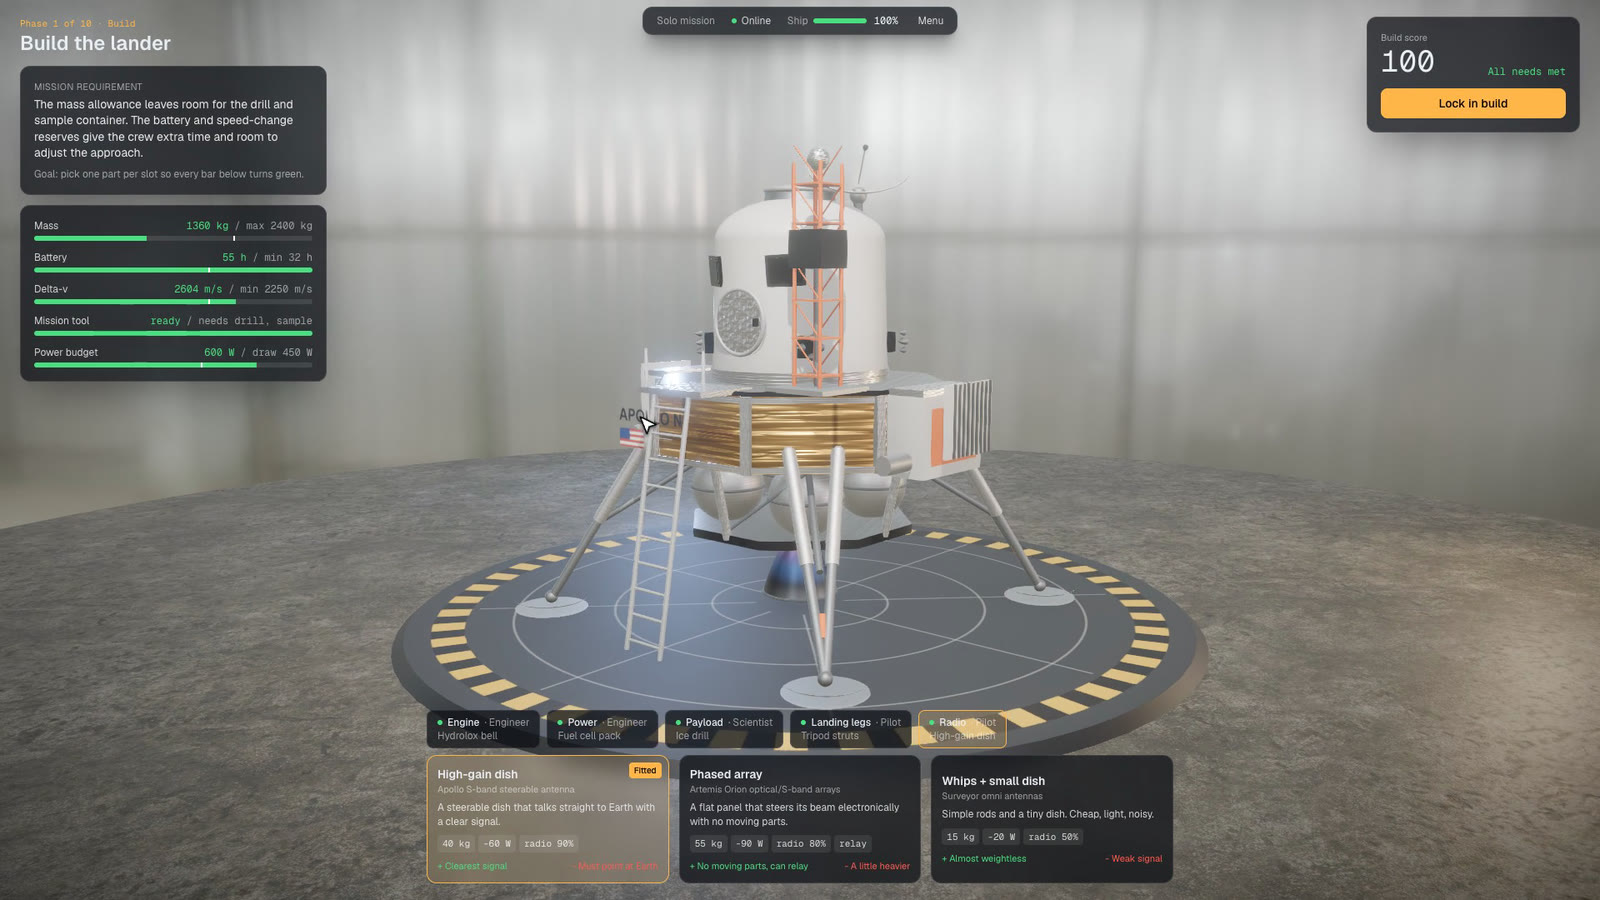 Phase 1 of 10 · Build
Build the lander
Solo mission
Online
Ship
100%
Menu
Build score
100
All needs met
Lock in build
MISSION REQUIREMENT
The mass allowance leaves room for the drill and
sample container. The battery and speed-change
reserves give the crew extra time and room to
adjust the approach.
Goal: pick one part per slot so every bar below turns green.
Mass 1360 kg / max 2400 kg
Battery 55 h / min 32 h
Delta-v 2604 m/s / min 2250 m/s
Mission tool ready / needs drill, sample
Power budget 600 W / draw 450 W
Engine · Engineer
Hydrolox bell
Power · Engineer
Fuel cell pack
Payload · Scientist
Ice drill
Landing legs · Pilot
Tripod struts
Radio · Pilot
High-gain dish
High-gain dish
Fitted
Apollo S-band steerable antenna
A steerable dish that talks straight to Earth with
a clear signal.
40 kg -60 W radio 90%
+ Clearest signal - Must point at Earth
Phased array
Artemis Orion optical/S-band arrays
A flat panel that steers its beam electronically
with no moving parts.
55 kg -90 W radio 80% relay
+ No moving parts, can relay - A little heavier
Whips + small dish
Surveyor omni antennas
Simple rods and a tiny dish. Cheap, light, noisy.
15 kg -20 W radio 50%
+ Almost weightless - Weak signal